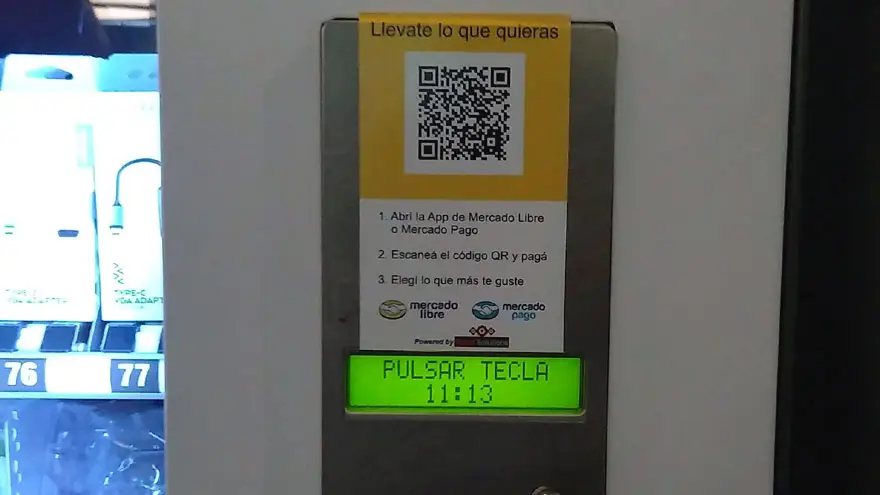 Llevate lo que quieras
1. Abrí la App de Mercado Libre
o Mercado Pago
2. Escaneá el código QR y pagá
3. Elegí lo que más te guste
mercado
libre
mercado
pago
Powered by
PULSAR TECLA
11:13
TYPE-C
VGA ADAPTER
TYPE-C
VGA ADAPT
76
77